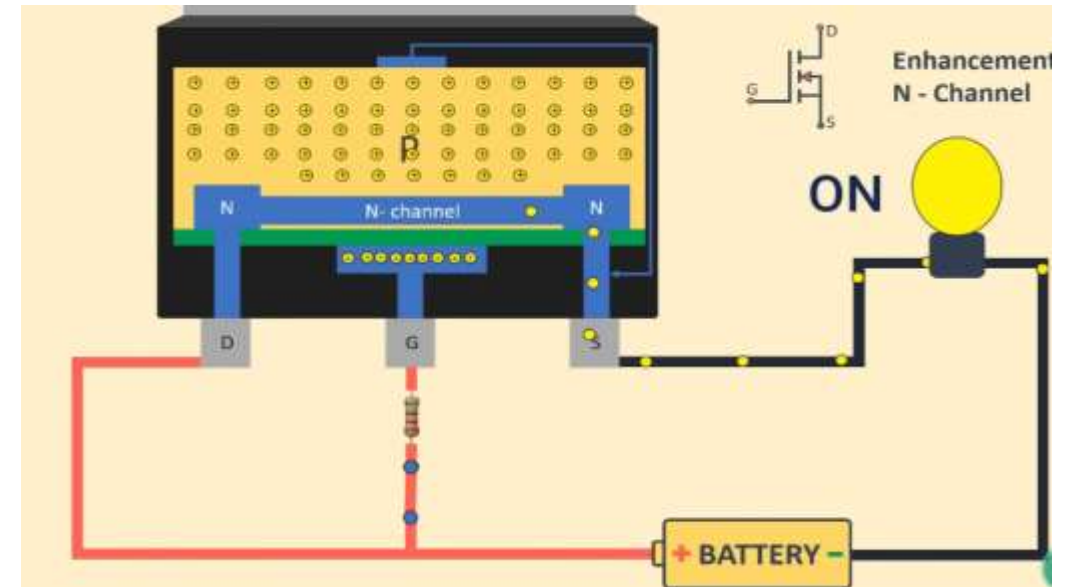 D
G
S
Enhancement
N - Channel
P
ON
N
N- channel
N
D
G
S
+ BATTERY -